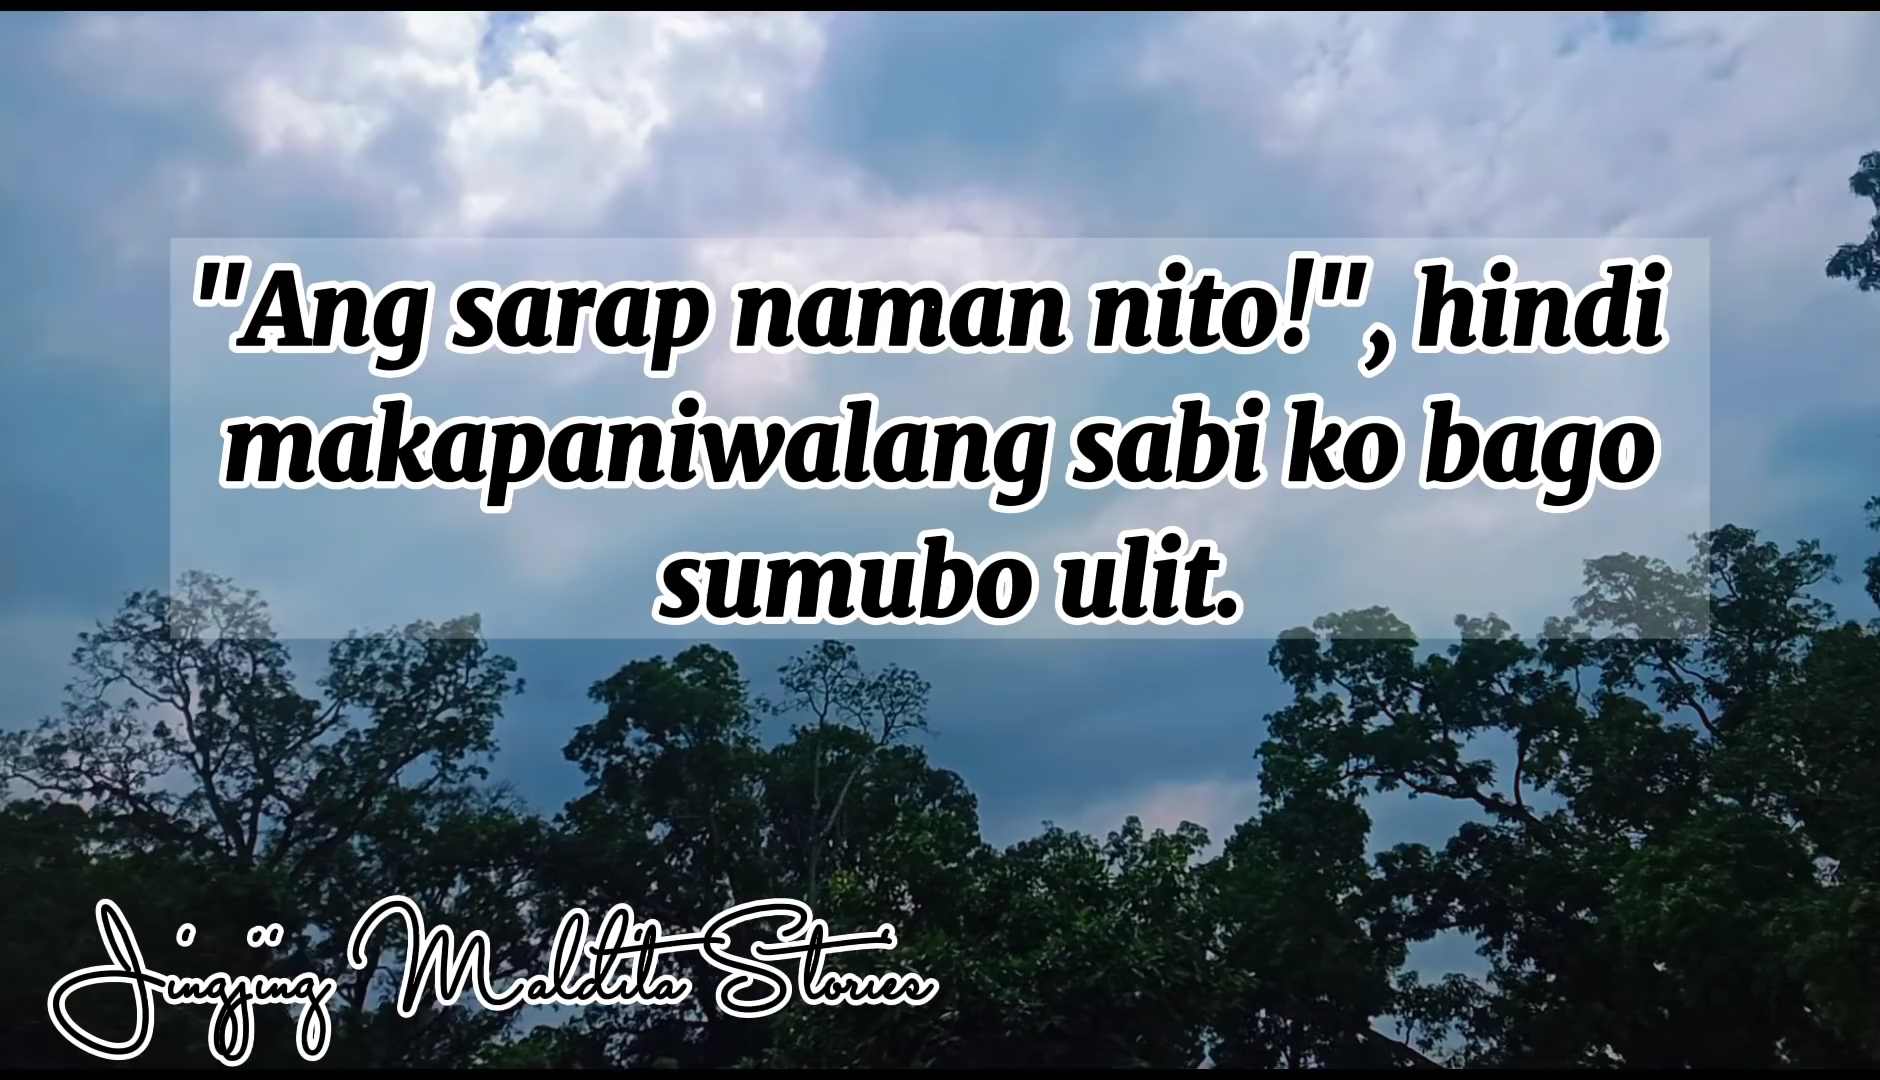 "Ang sarap naman nito!", hindi
makapaniwalang sabi ko bago
sumubo ulit.
Jingjing Maldita Stories